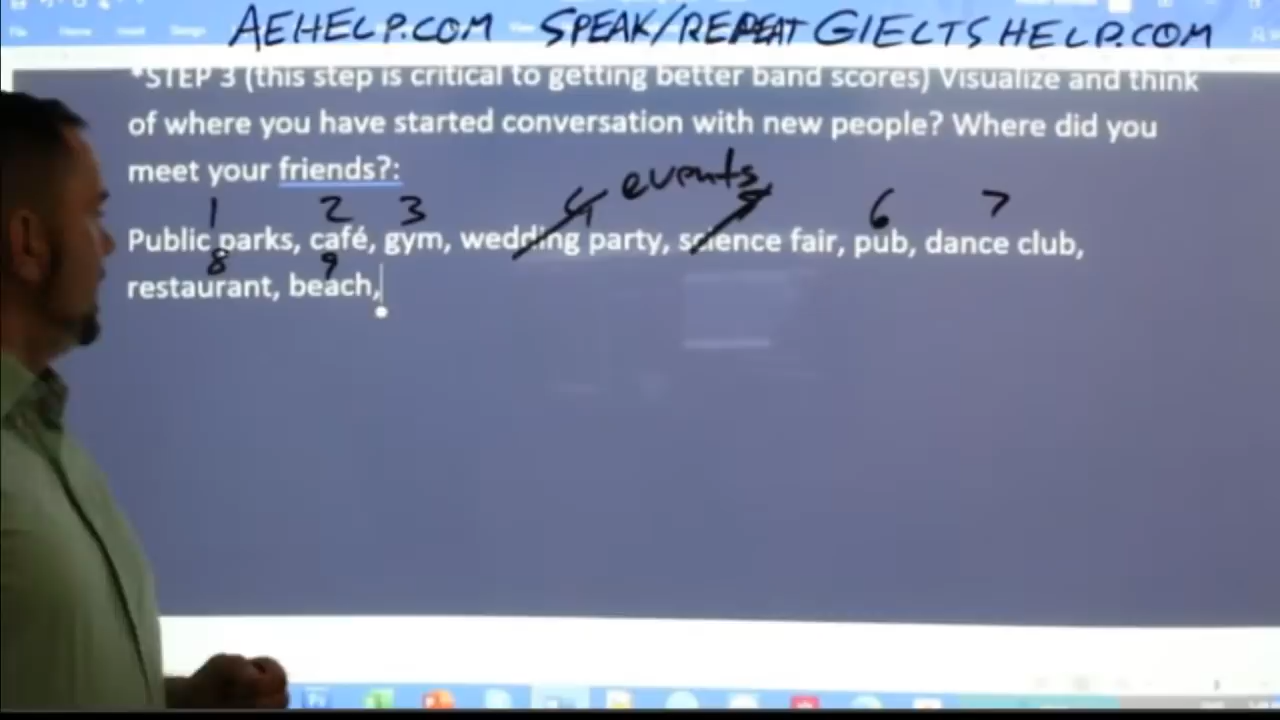 AEHELP.COM SPEAK/REPEAT GIELTSHELP.COM
*STEP 3 (this step is critical to getting better band scores) Visualize and think
of where you have started conversation with new people? Where did you
meet your friends?:
events
1 2 3 4 5 6 7
Public parks, café, gym, wedding party, science fair, pub, dance club,
8 9
restaurant, beach,